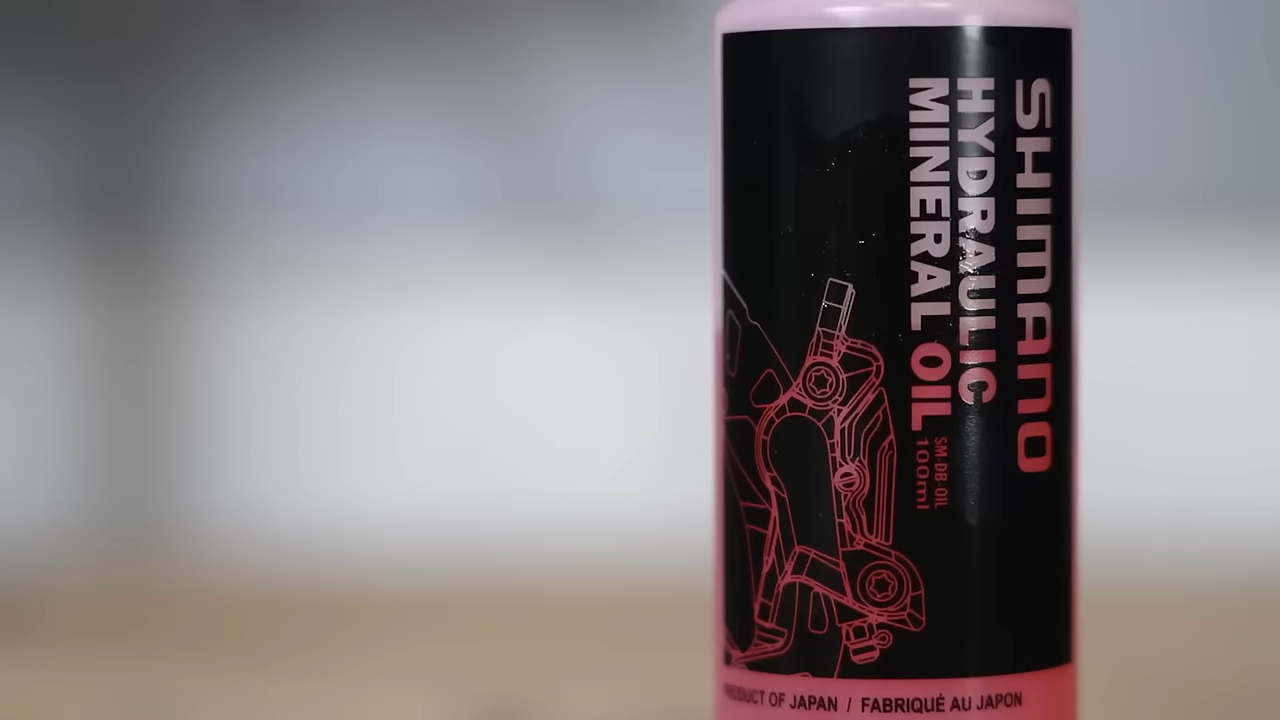 SHIMANO
HYDRAULIC
MINERAL OIL
SM-DB-OIL
100ml
PRODUCT OF JAPAN / FABRIQUÉ AU JAPON